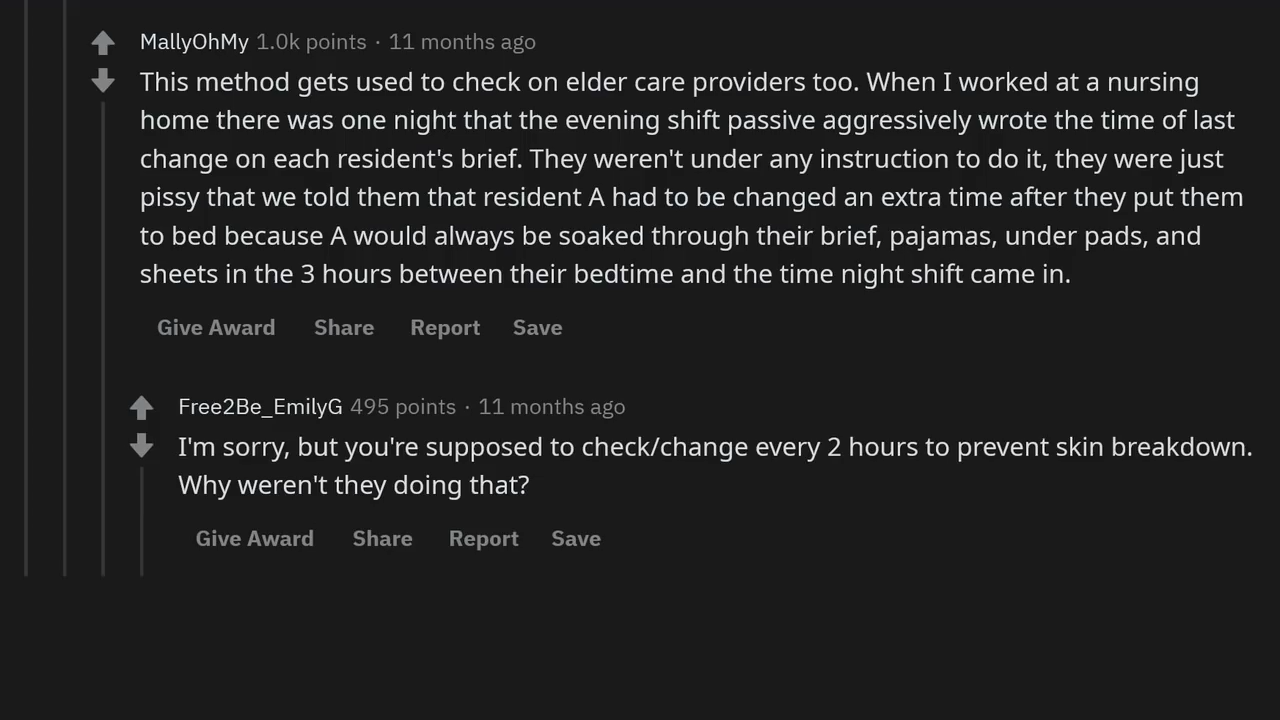 MallyOhMy 1.0k points · 11 months ago
This method gets used to check on elder care providers too. When I worked at a nursing
home there was one night that the evening shift passive aggressively wrote the time of last
change on each resident's brief. They weren't under any instruction to do it, they were just
pissy that we told them that resident A had to be changed an extra time after they put them
to bed because A would always be soaked through their brief, pajamas, under pads, and
sheets in the 3 hours between their bedtime and the time night shift came in.
Give Award Share Report Save
Free2Be_EmilyG 495 points · 11 months ago
I'm sorry, but you're supposed to check/change every 2 hours to prevent skin breakdown.
Why weren't they doing that?
Give Award Share Report Save